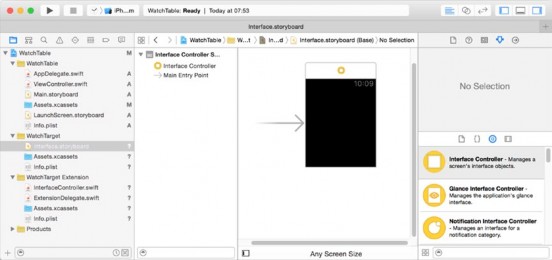 iPh...m
WatchTable: Ready | Today at 07:53
Interface.storyboard
WatchTable
W...t
In...d
Interface.storyboard (Base)
No Selection
WatchTable M
WatchTable
AppDelegate.swift A
ViewController.swift A
Main.storyboard A
Assets.xcassets A
LaunchScreen.storyboard A
Info.plist A
WatchTarget
Interface.storyboard ?
Assets.xcassets ?
Info.plist ?
WatchTarget Extension
InterfaceController.swift ?
ExtensionDelegate.swift ?
Assets.xcassets ?
Info.plist ?
Products
Interface Controller S...
Interface Controller
Main Entry Point
10:09
Any Screen Size
No Selection
Interface Controller - Manages a screen's interface objects.
Glance Interface Controller - Manages the application's glance interface.
Notification Interface Controller - Manages an interface for a notification category.